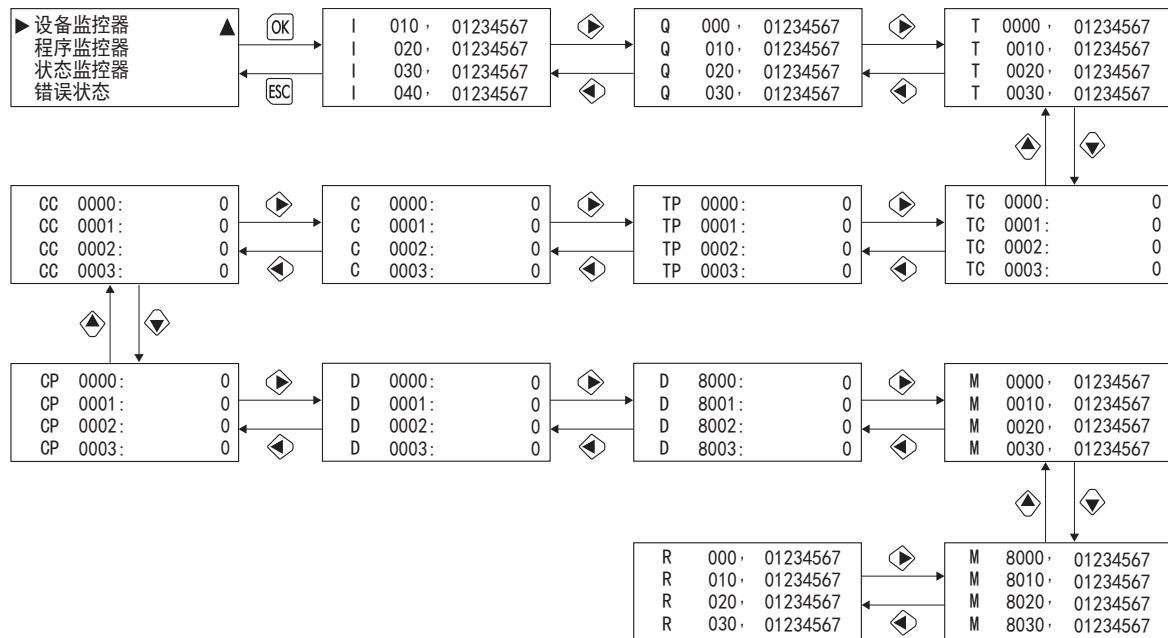 ▶设备监控器 ▲
程序监控器
状态监控器
错误状态
OK
ESC
I 010, 01234567
I 020, 01234567
I 030, 01234567
I 040, 01234567
Q 000, 01234567
Q 010, 01234567
Q 020, 01234567
Q 030, 01234567
T 0000, 01234567
T 0010, 01234567
T 0020, 01234567
T 0030, 01234567
CC 0000: 0
CC 0001: 0
CC 0002: 0
CC 0003: 0
C 0000: 0
C 0001: 0
C 0002: 0
C 0003: 0
TP 0000: 0
TP 0001: 0
TP 0002: 0
TP 0003: 0
TC 0000: 0
TC 0001: 0
TC 0002: 0
TC 0003: 0
CP 0000: 0
CP 0001: 0
CP 0002: 0
CP 0003: 0
D 0000: 0
D 0001: 0
D 0002: 0
D 0003: 0
D 8000: 0
D 8001: 0
D 8002: 0
D 8003: 0
M 0000, 01234567
M 0010, 01234567
M 0020, 01234567
M 0030, 01234567
R 000, 01234567
R 010, 01234567
R 020, 01234567
R 030, 01234567
M 8000, 01234567
M 8010, 01234567
M 8020, 01234567
M 8030, 01234567